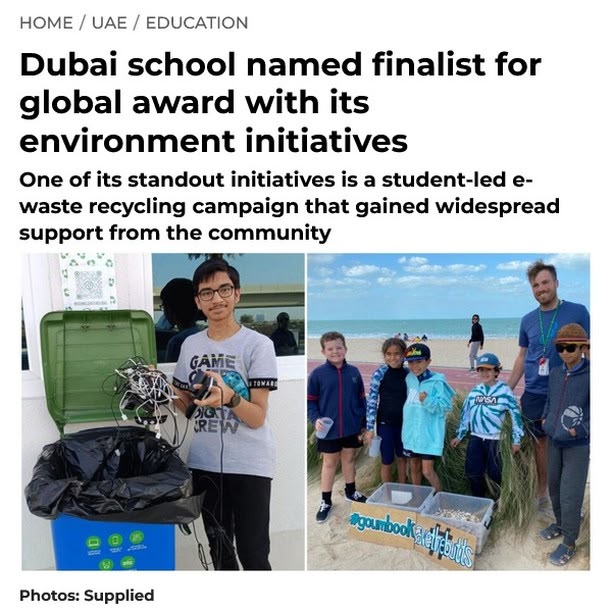 HOME / UAE / EDUCATION
Dubai school named finalist for
global award with its
environment initiatives
One of its standout initiatives is a student-led e-
waste recycling campaign that gained widespread
support from the community
GAME
TOWARD
CREW
NASA
#goumbook
Photos: Supplied